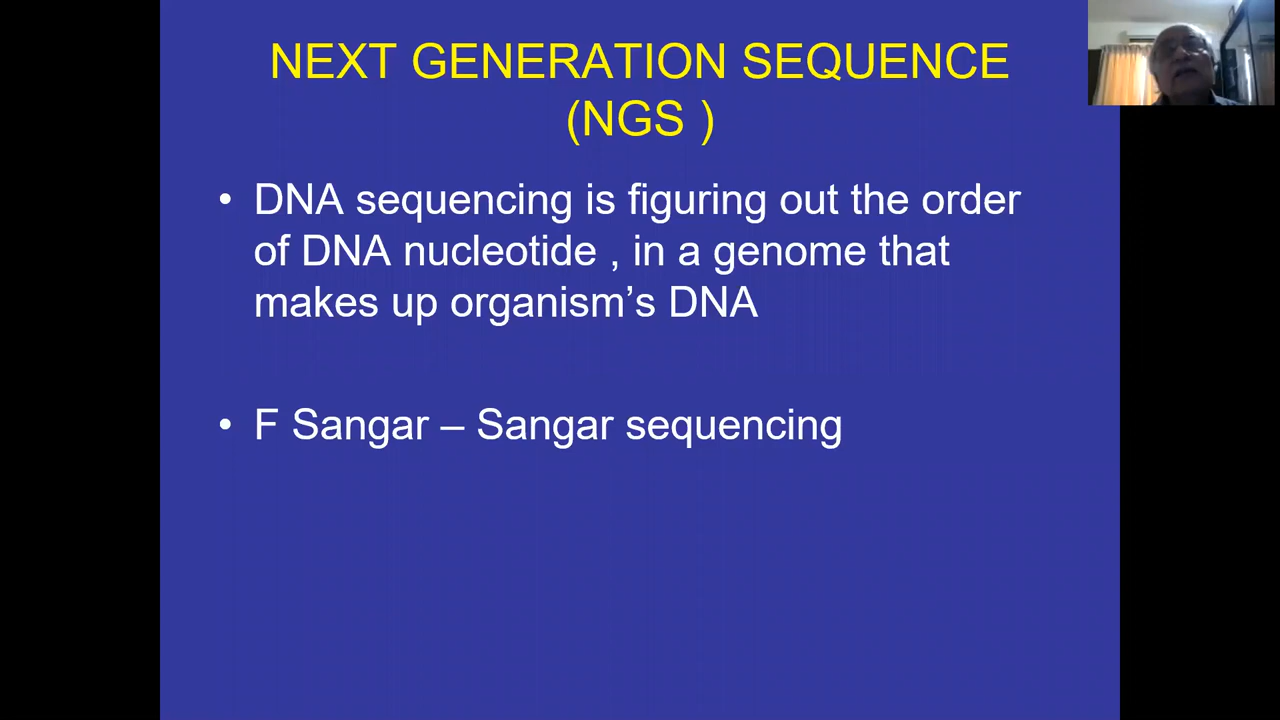 NEXT GENERATION SEQUENCE
(NGS )
• DNA sequencing is figuring out the order
of DNA nucleotide , in a genome that
makes up organism’s DNA
• F Sangar – Sangar sequencing